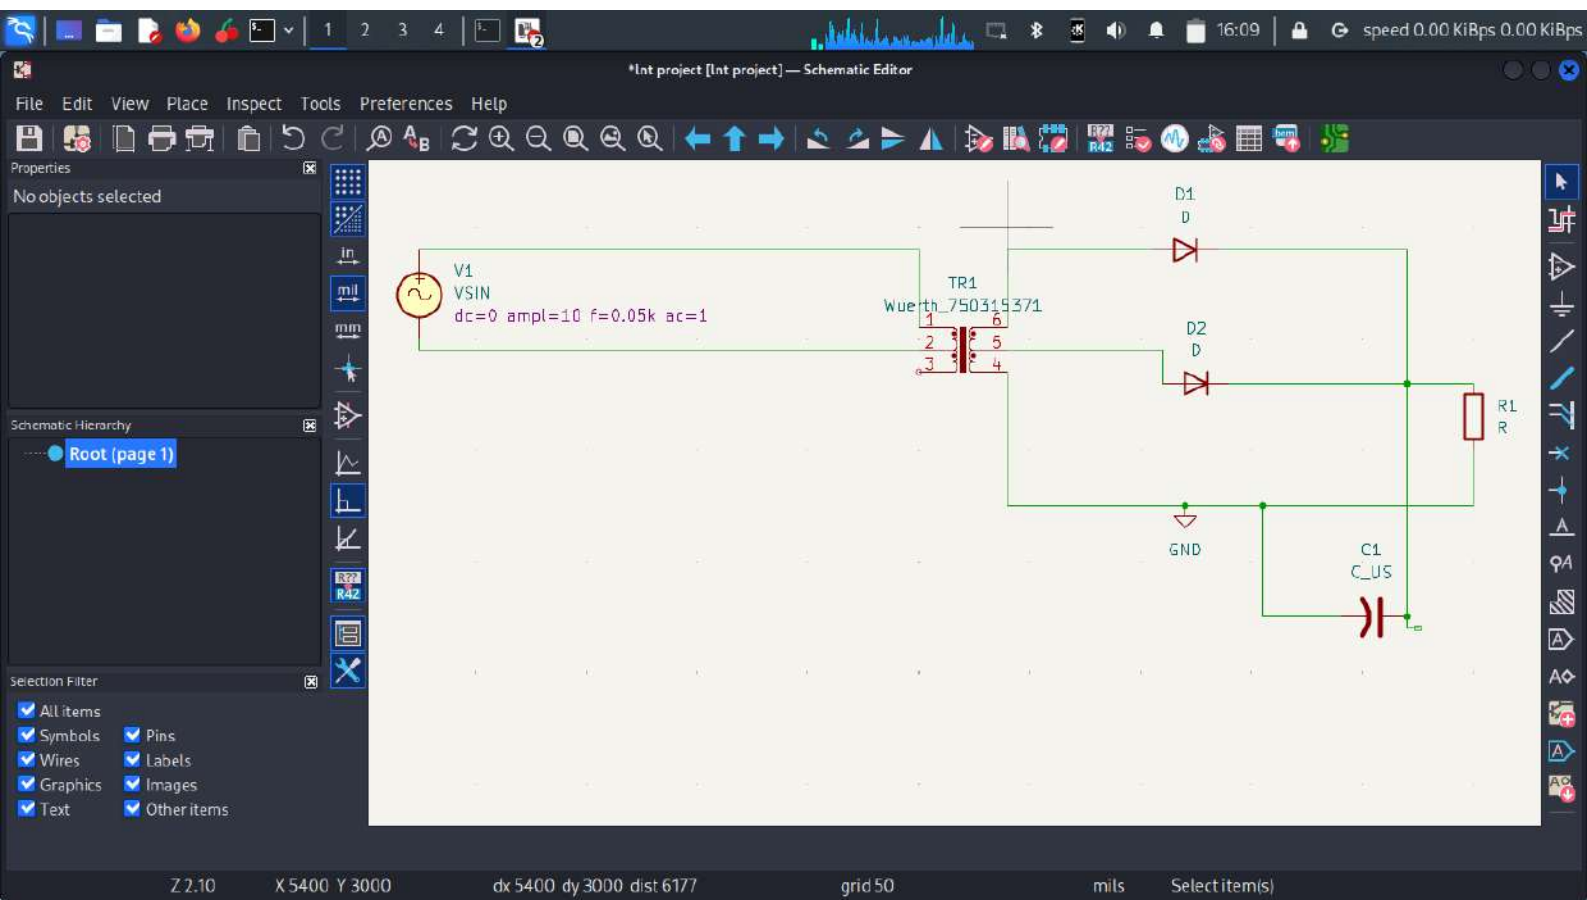 1 2 3 4 2 16:09 speed 0.00 KiBps 0.00 KiBps
*Int project [Int project] — Schematic Editor
File Edit View Place Inspect Tools Preferences Help
Properties
No objects selected
in
mil
mm
Schematic Hierarchy
Root (page 1)
R??
R42
Selection Filter
All items
Symbols Pins
Wires Labels
Graphics Images
Text Other items
V1
VSIN
dc=0 ampl=10 f=0.05k ac=1
TR1
Wuerth_750315371
1 6
2 5
3 4
D1
D
D2
D
R1
R
GND
C1
C_US
Z 2.10 X 5400 Y 3000 dx 5400 dy 3000 dist 6177 grid 50 mils Select item(s)